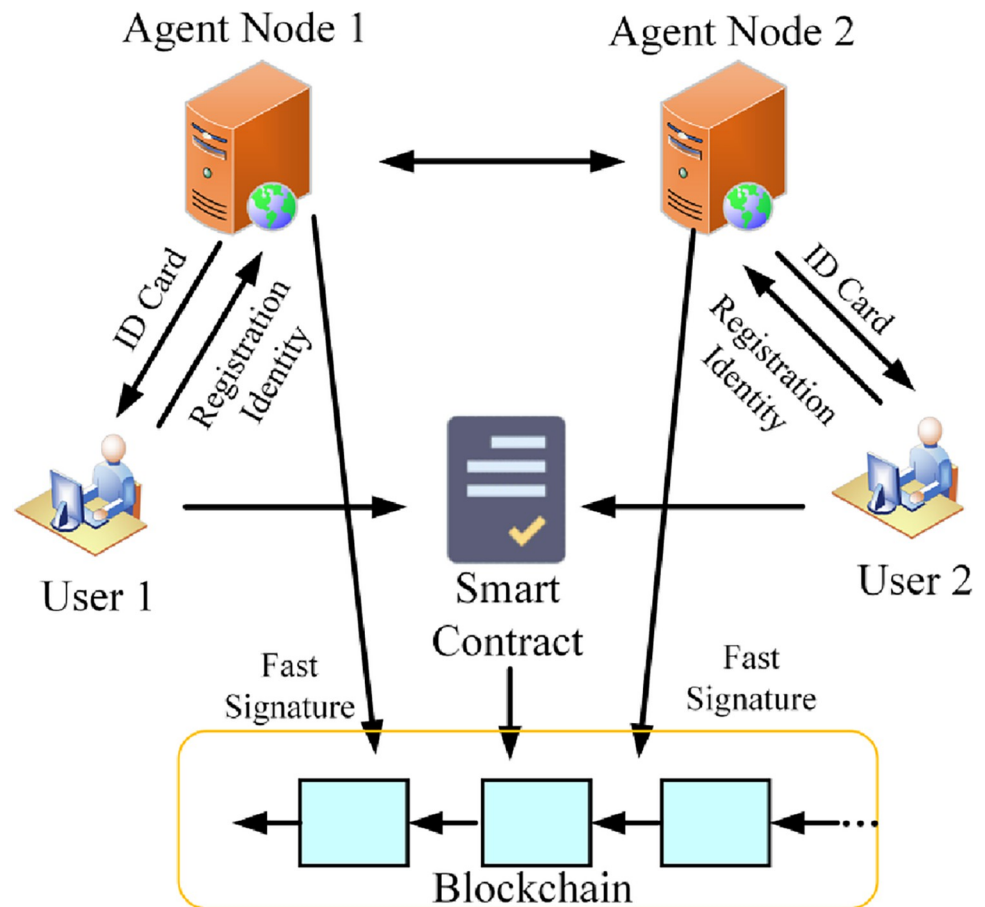 Agent Node 1
Agent Node 2
ID Card
Registration
Identity
ID Card
Registration
Identity
User 1
User 2
Smart
Contract
Fast
Signature
Fast
Signature
Blockchain